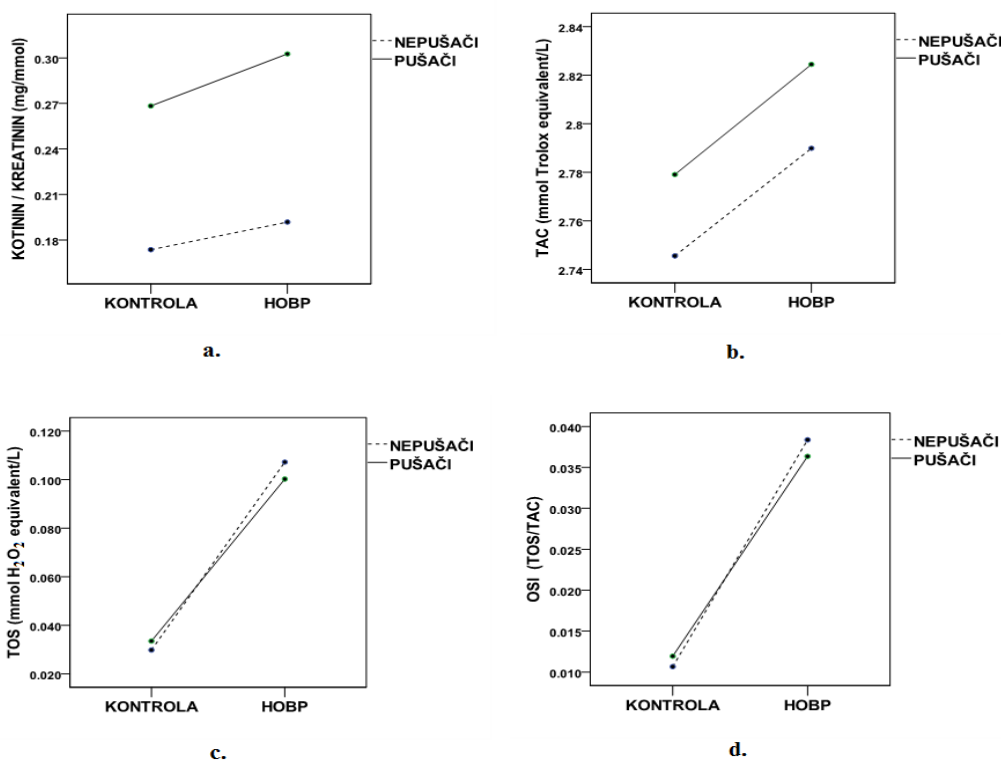 KOTININ / KREATININ (mg/mmol)
0.30
0.27
0.24
0.21
0.18
KONTROLA HOBP
NEPUŠAČI
PUŠAČI
a.
TAC (mmol Trolox equivalent/L)
2.84
2.82
2.8
2.78
2.76
2.74
KONTROLA HOBP
NEPUŠAČI
PUŠAČI
b.
TOS (mmol H₂O₂ equivalent/L)
0.120
0.100
0.080
0.060
0.040
0.020
KONTROLA HOBP
NEPUŠAČI
PUŠAČI
c.
OSI (TOS/TAC)
0.040
0.035
0.030
0.025
0.020
0.015
0.010
KONTROLA HOBP
NEPUŠAČI
PUŠAČI
d.